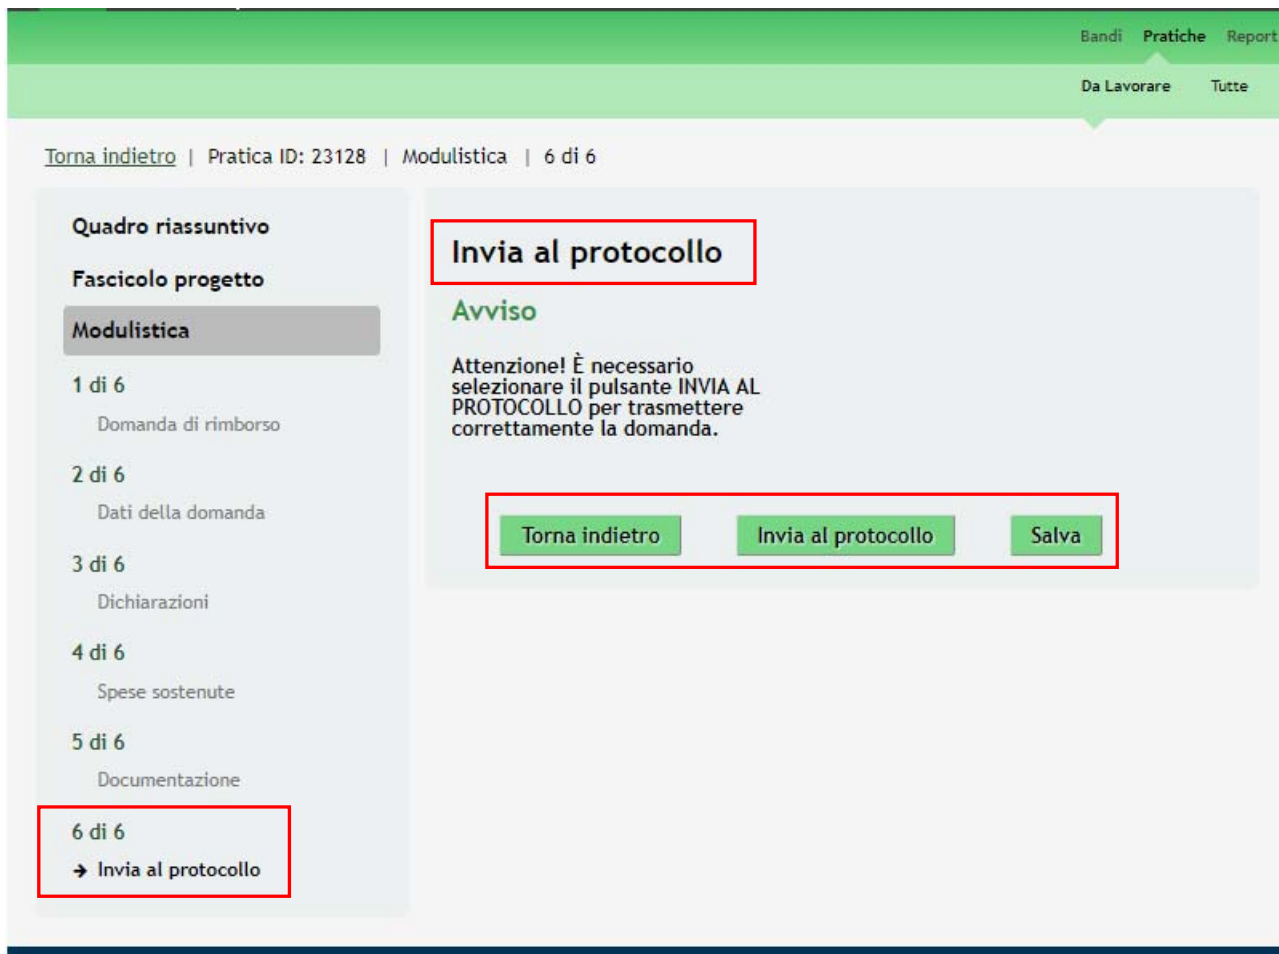 Bandi Pratiche Report
Da Lavorare Tutte
Torna indietro | Pratica ID: 23128 | Modulistica | 6 di 6
Quadro riassuntivo
Fascicolo progetto
Modulistica
1 di 6
Domanda di rimborso
2 di 6
Dati della domanda
3 di 6
Dichiarazioni
4 di 6
Spese sostenute
5 di 6
Documentazione
6 di 6
→ Invia al protocollo
Invia al protocollo
Avviso
Attenzione! È necessario
selezionare il pulsante INVIA AL
PROTOCOLLO per trasmettere
correttamente la domanda.
Torna indietro Invia al protocollo Salva